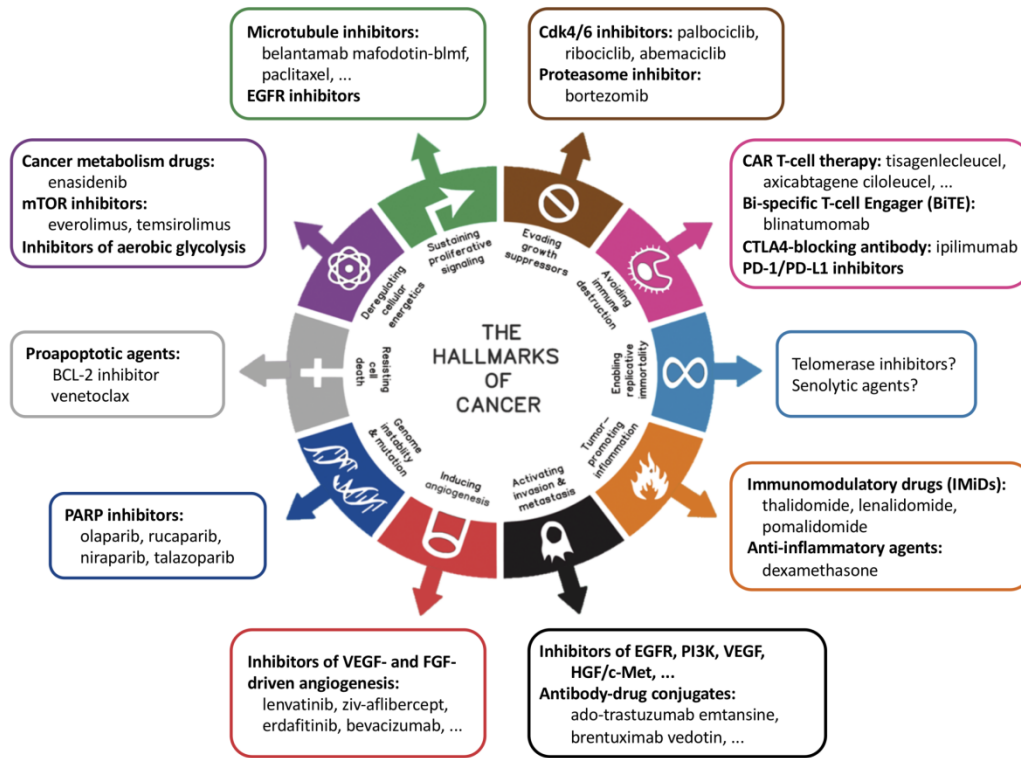 Microtubule inhibitors:
belantamab mafodotin-blmf,
paclitaxel, ...
EGFR inhibitors
Cdk4/6 inhibitors: palbociclib,
ribociclib, abemaciclib
Proteasome inhibitor:
bortezomib
Cancer metabolism drugs:
enasidenib
mTOR inhibitors:
everolimus, temsirolimus
Inhibitors of aerobic glycolysis
CAR T-cell therapy: tisagenlecleucel,
axicabtagene ciloleucel, ...
Bi-specific T-cell Engager (BiTE):
blinatumomab
CTLA4-blocking antibody: ipilimumab
PD-1/PD-L1 inhibitors
Sustaining
proliferative
signaling
Evading
growth
suppressors
Deregulating
cellular
energetics
Avoiding
immune
destruction
THE
HALLMARKS
OF
CANCER
Resisting
cell
death
Enabling
replicative
immortality
Genome
instability
& mutation
Tumor-
promoting
inflammation
Inducing
angiogenesis
Activating
invasion &
metastasis
Proapoptotic agents:
BCL-2 inhibitor
venetoclax
Telomerase inhibitors?
Senolytic agents?
PARP inhibitors:
olaparib, rucaparib,
niraparib, talazoparib
Immunomodulatory drugs (IMiDs):
thalidomide, lenalidomide,
pomalidomide
Anti-inflammatory agents:
dexamethasone
Inhibitors of VEGF- and FGF-
driven angiogenesis:
lenvatinib, ziv-aflibercept,
erdafitinib, bevacizumab, ...
Inhibitors of EGFR, PI3K, VEGF,
HGF/c-Met, ...
Antibody-drug conjugates:
ado-trastuzumab emtansine,
brentuximab vedotin, ...